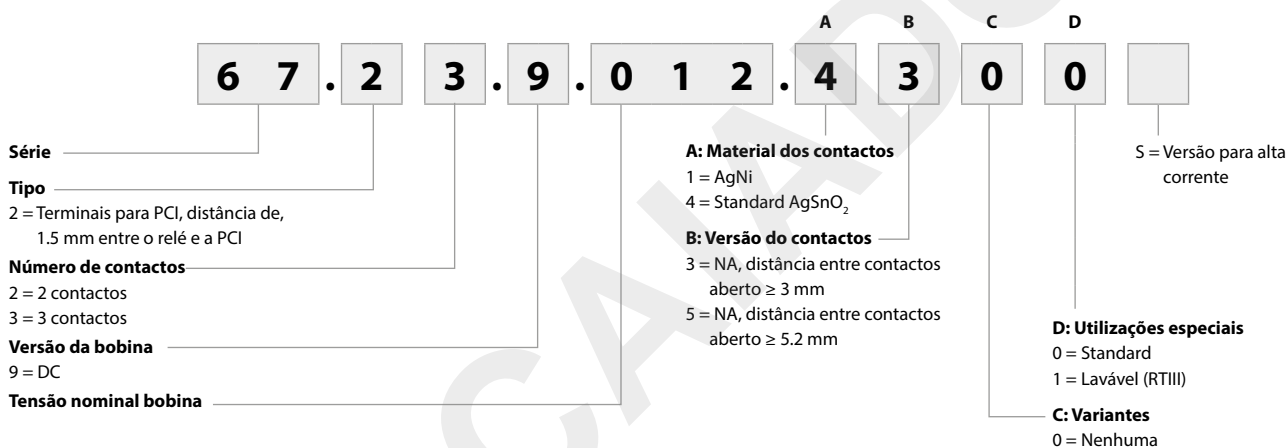 A B C D
6 7 . 2 3 . 9 . 0 1 2 . 4 3 0 0
Série
Tipo
2 = Terminais para PCI, distância de,
1.5 mm entre o relé e a PCI
Número de contactos
2 = 2 contactos
3 = 3 contactos
Versão da bobina
9 = DC
Tensão nominal bobina
A: Material dos contactos
1 = AgNi
4 = Standard AgSnO₂
B: Versão do contactos
3 = NA, distância entre contactos
aberto ≥ 3 mm
5 = NA, distância entre contactos
aberto ≥ 5.2 mm
S = Versão para alta
corrente
D: Utilizações especiais
0 = Standard
1 = Lavável (RTIII)
C: Variantes
0 = Nenhuma